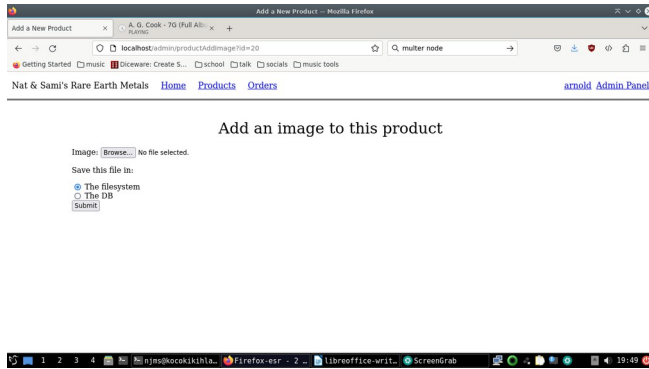 Add a New Product — Mozilla Firefox
Add a New Product
A. G. Cook - 7G (Full Alb
PLAYING
localhost/admin/productAddImage?id=20
multer node
Getting Started music Diceware: Create S... school talk socials music tools
Nat & Sami's Rare Earth Metals Home Products Orders arnold Admin Panel
Add an image to this product
Image: Browse... No file selected.
Save this file in:
The filesystem
The DB
Submit
1 2 3 4 njms@kocokikihla… Firefox-esr - 2 … libreoffice-writ… ScreenGrab 19:49